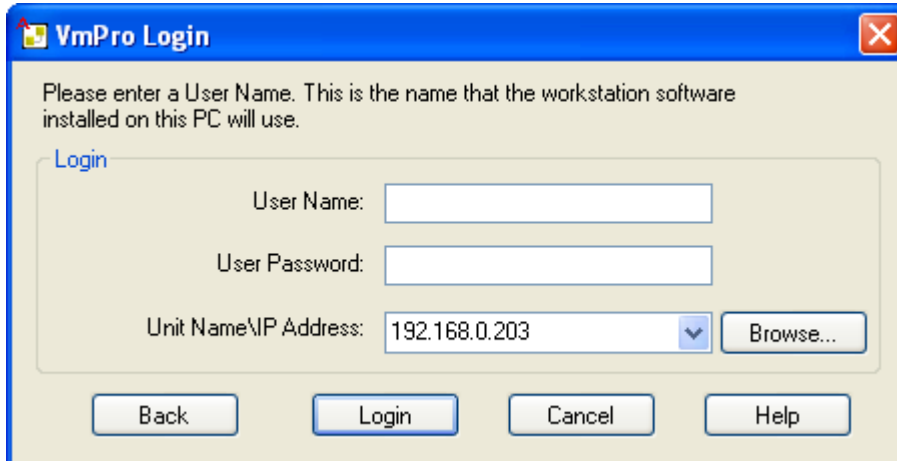 VmPro Login
Please enter a User Name. This is the name that the workstation software
installed on this PC will use.
Login
User Name:
User Password:
Unit Name\IP Address: 192.168.0.203 Browse...
Back Login Cancel Help